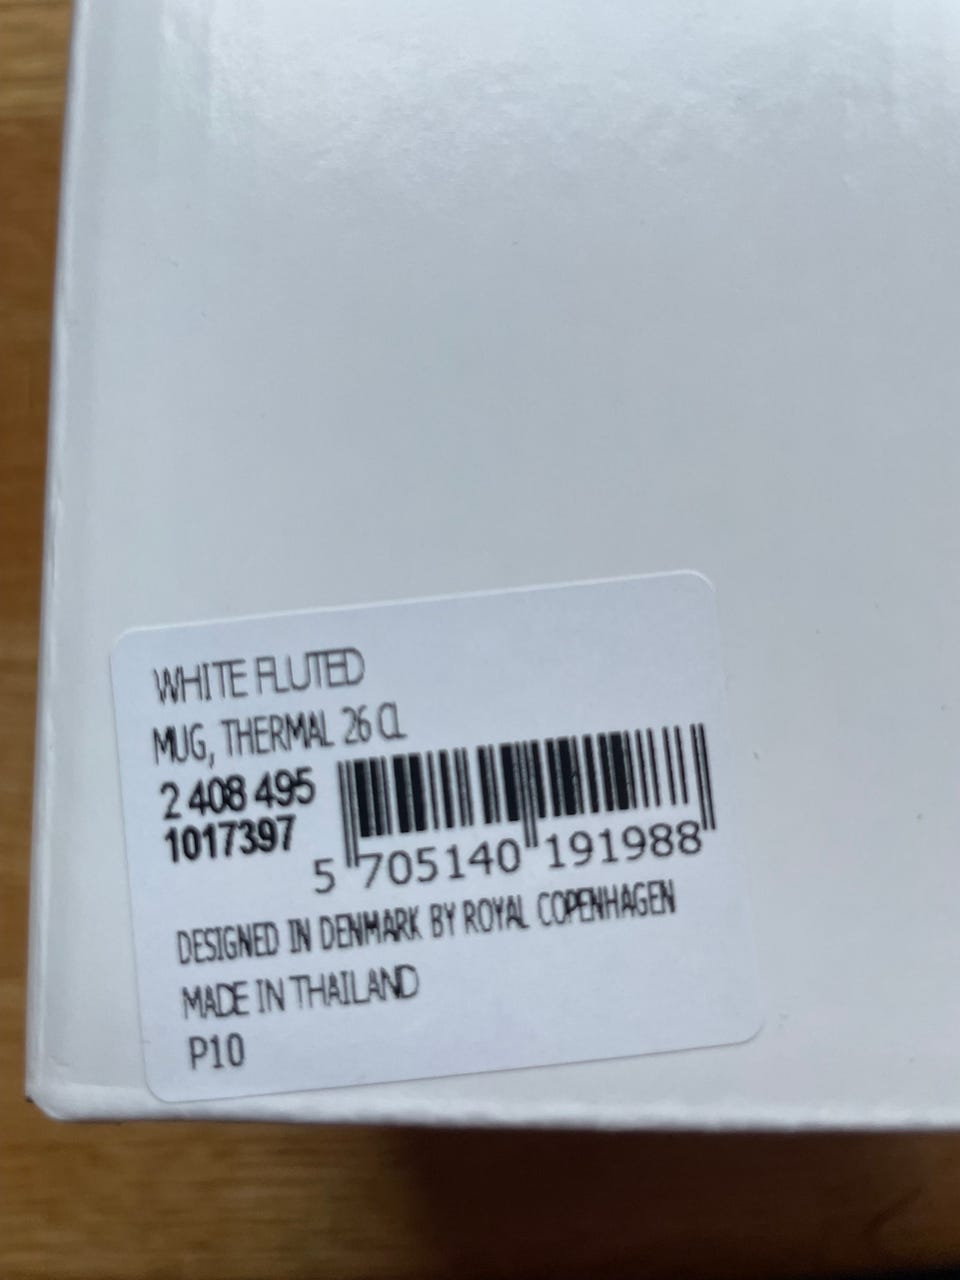 WHITE FLUTED
MUG, THERMAL 26 CL
2 408 495
1017397
5 705140 191988
DESIGNED IN DENMARK BY ROYAL COPENHAGEN
MADE IN THAILAND
P10